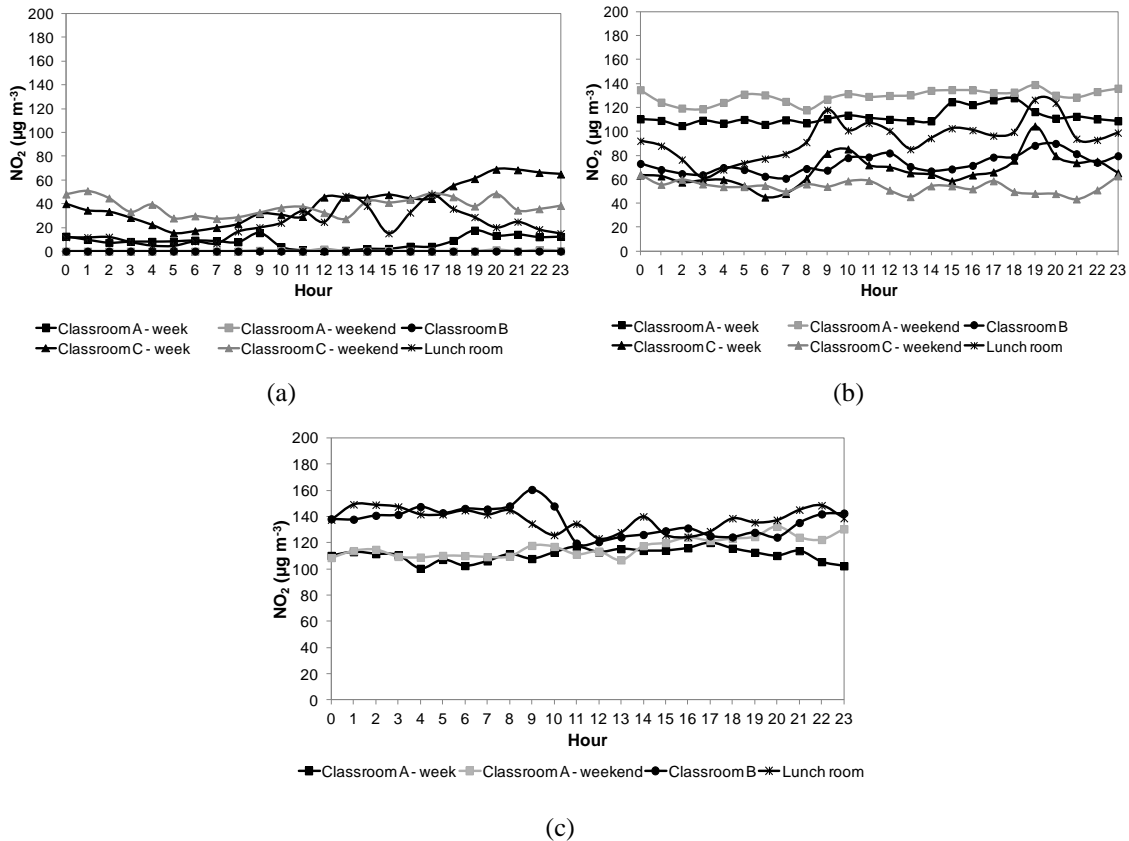 200
180
160
140
120
100
80
60
40
20
0
NO₂ (µg m⁻³)
0 1 2 3 4 5 6 7 8 9 10 11 12 13 14 15 16 17 18 19 20 21 22 23
Hour
Classroom A - week Classroom A - weekend Classroom B
Classroom C - week Classroom C - weekend Lunch room
(a)
200
180
160
140
120
100
80
60
40
20
0
NO₂ (µg m⁻³)
0 1 2 3 4 5 6 7 8 9 10 11 12 13 14 15 16 17 18 19 20 21 22 23
Hour
Classroom A - week Classroom A - weekend Classroom B
Classroom C - week Classroom C - weekend Lunch room
(b)
200
180
160
140
120
100
80
60
40
20
0
NO₂ (µg m⁻³)
0 1 2 3 4 5 6 7 8 9 10 11 12 13 14 15 16 17 18 19 20 21 22 23
Hour
Classroom A - week Classroom A - weekend Classroom B Lunch room
(c)